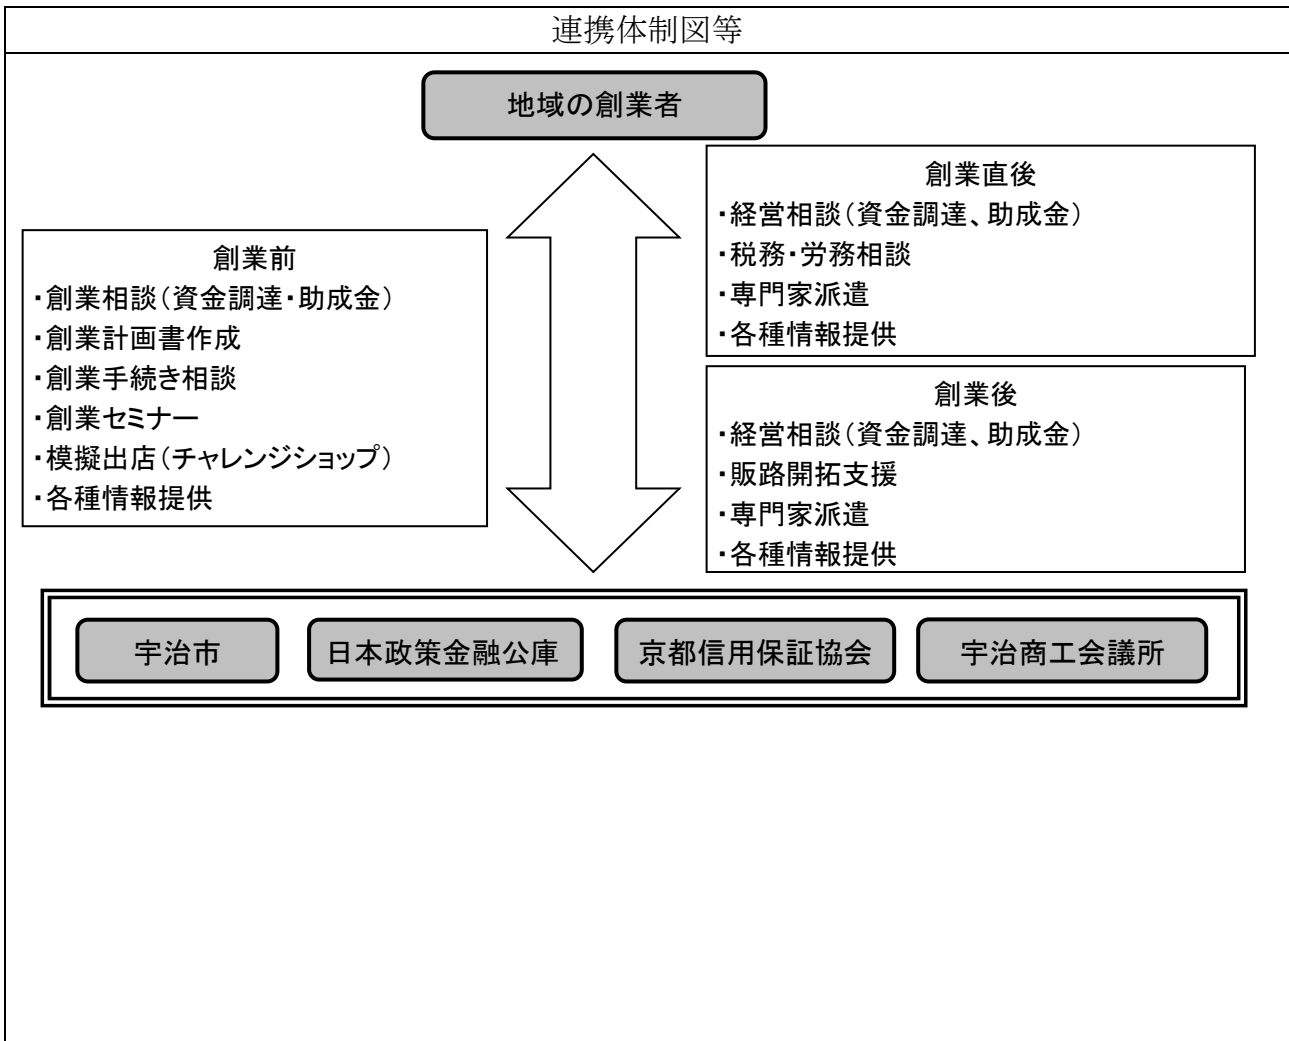 連携体制図等
地域の創業者
創業前
・創業相談（資金調達・助成金）
・創業計画書作成
・創業手続き相談
・創業セミナー
・模擬出店（チャレンジショップ）
・各種情報提供
創業直後
・経営相談（資金調達、助成金）
・税務・労務相談
・専門家派遣
・各種情報提供
創業後
・経営相談（資金調達、助成金）
・販路開拓支援
・専門家派遣
・各種情報提供
宇治市
日本政策金融公庫
京都信用保証協会
宇治商工会議所